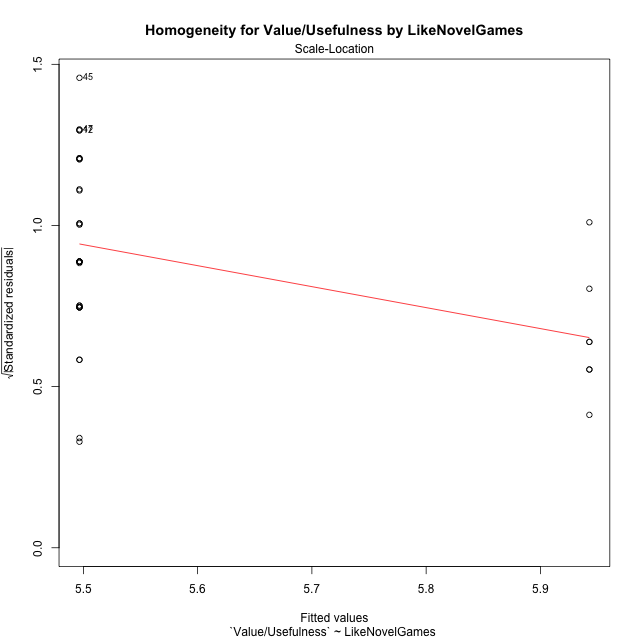 Homogeneity for Value/Usefulness by LikeNovelGames
Scale-Location
√|Standardized residuals|
1.5
1.0
0.5
0.0
45
5.5 5.6 5.7 5.8 5.9
Fitted values
`Value/Usefulness` ~ LikeNovelGames